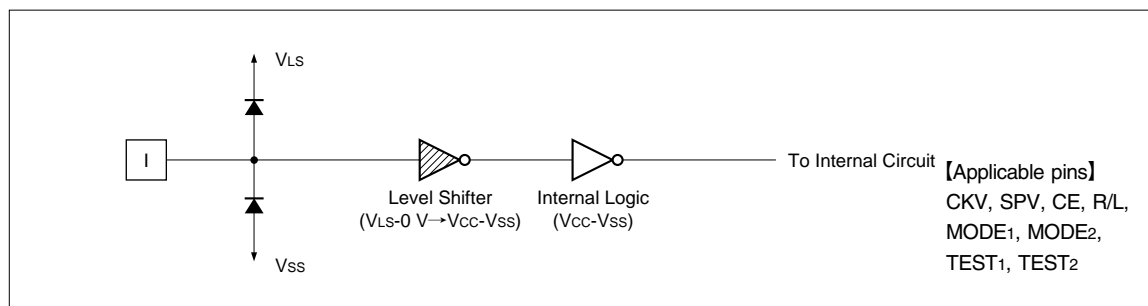 VLS
I
To Internal Circuit
Level Shifter
(VLS-0 V→VCC-VSS)
Internal Logic
(VCC-VSS)
VSS
【Applicable pins】
CKV, SPV, CE, R/L,
MODE1, MODE2,
TEST1, TEST2